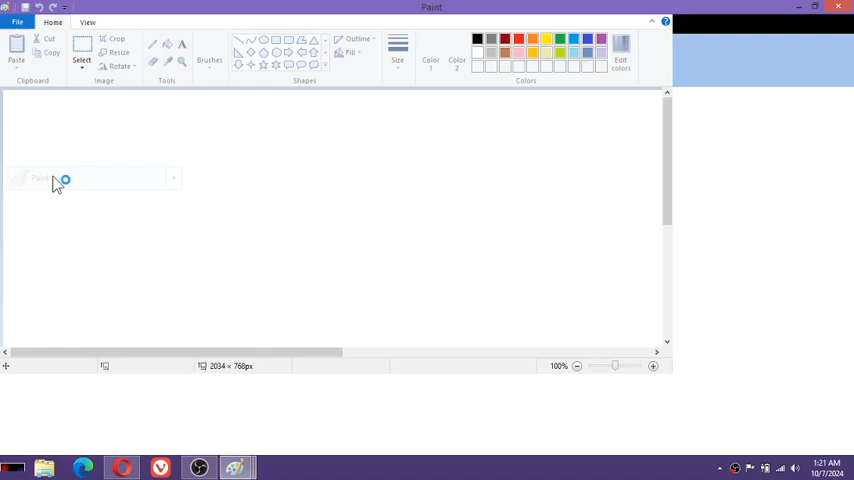 Paint
File Home View
Paste Cut Copy
Clipboard
Select Crop Resize Rotate
Image
Tools
Brushes
Outline Fill
Shapes
Size
Color 1
Color 2
Edit colors
Colors
Paint
2034 × 768px
100%
1:21 AM
10/7/2024